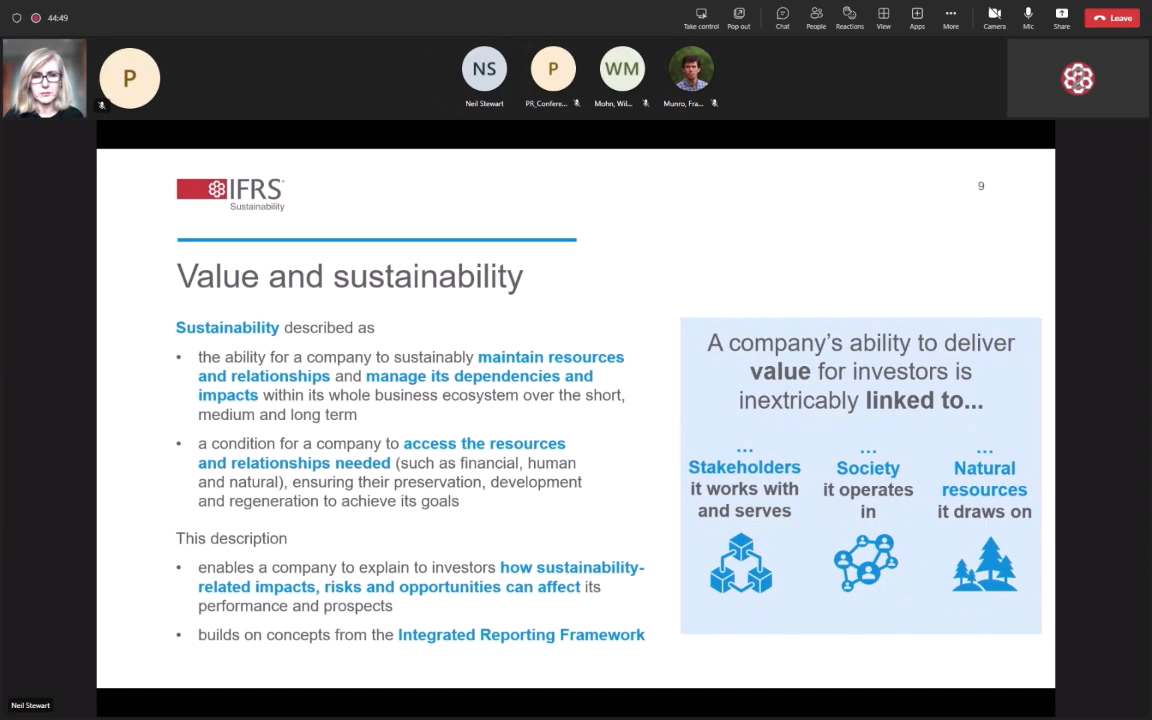 44:49
Take control
Pop out
Chat
People
Reactions
View
Apps
More
Camera
Mic
Share
Leave
P
NS
P
WM
Neil Stewart
PR_Confere...
Mohn, Wil...
Munro, Fra...
IFRS
Sustainability
9
Value and sustainability
Sustainability described as
• the ability for a company to sustainably maintain resources
and relationships and manage its dependencies and
impacts within its whole business ecosystem over the short,
medium and long term
• a condition for a company to access the resources
and relationships needed (such as financial, human
and natural), ensuring their preservation, development
and regeneration to achieve its goals
This description
• enables a company to explain to investors how sustainability-
related impacts, risks and opportunities can affect its
performance and prospects
• builds on concepts from the Integrated Reporting Framework
A company's ability to deliver
value for investors is
inextricably linked to...
...
Stakeholders
it works with
and serves
...
Society
it operates
in
...
Natural
resources
it draws on
Neil Stewart